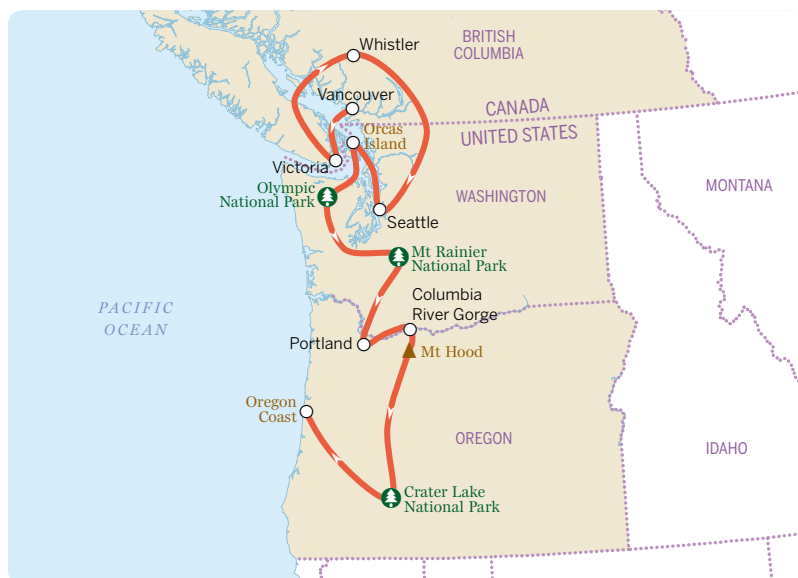 Whistler
BRITISH
COLUMBIA
Vancouver
CANADA
Orcas
Island
UNITED STATES
Victoria
Olympic
National Park
WASHINGTON
MONTANA
Seattle
Mt Rainier
National Park
PACIFIC
OCEAN
Columbia
River Gorge
Portland
Mt Hood
Oregon
Coast
OREGON
IDAHO
Crater Lake
National Park